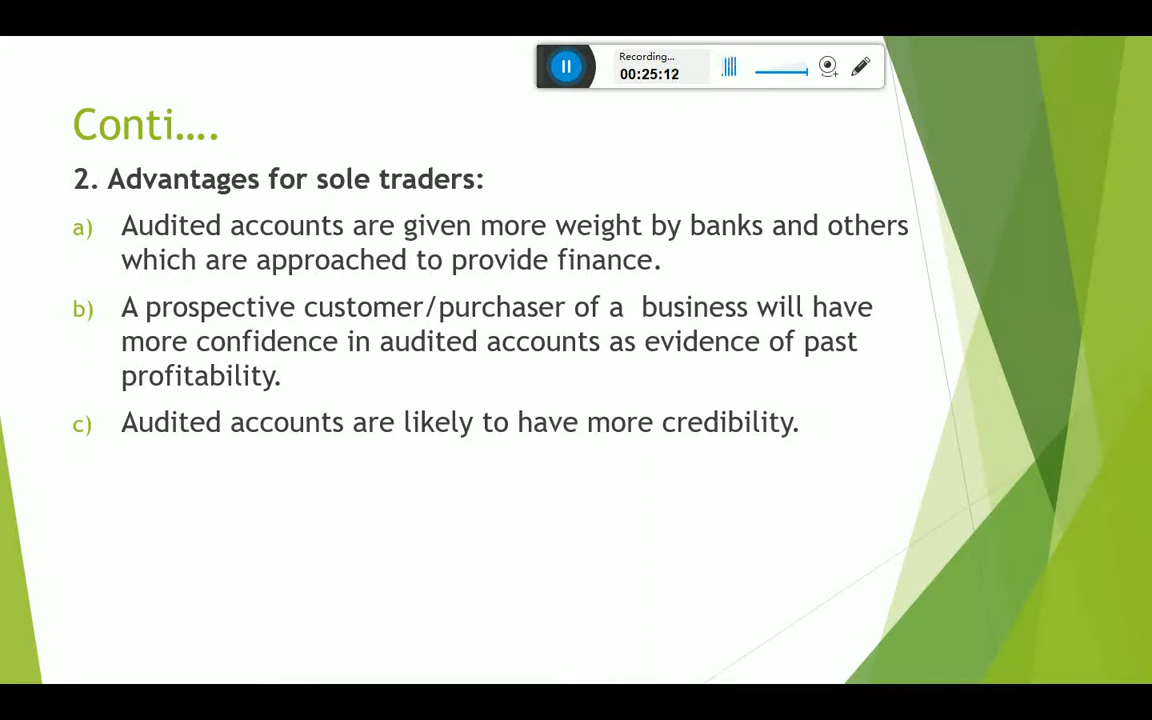 Recording...
00:25:12
Conti....
2. Advantages for sole traders:
a) Audited accounts are given more weight by banks and others
which are approached to provide finance.
b) A prospective customer/purchaser of a business will have
more confidence in audited accounts as evidence of past
profitability.
c) Audited accounts are likely to have more credibility.